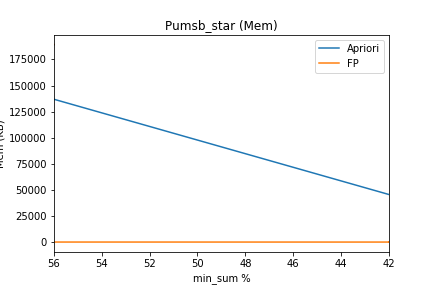 Pumsb_star (Mem)
Apriori
FP
175000
150000
125000
100000
75000
50000
25000
0
Mem (KB)
56 54 52 50 48 46 44 42
min_sum %